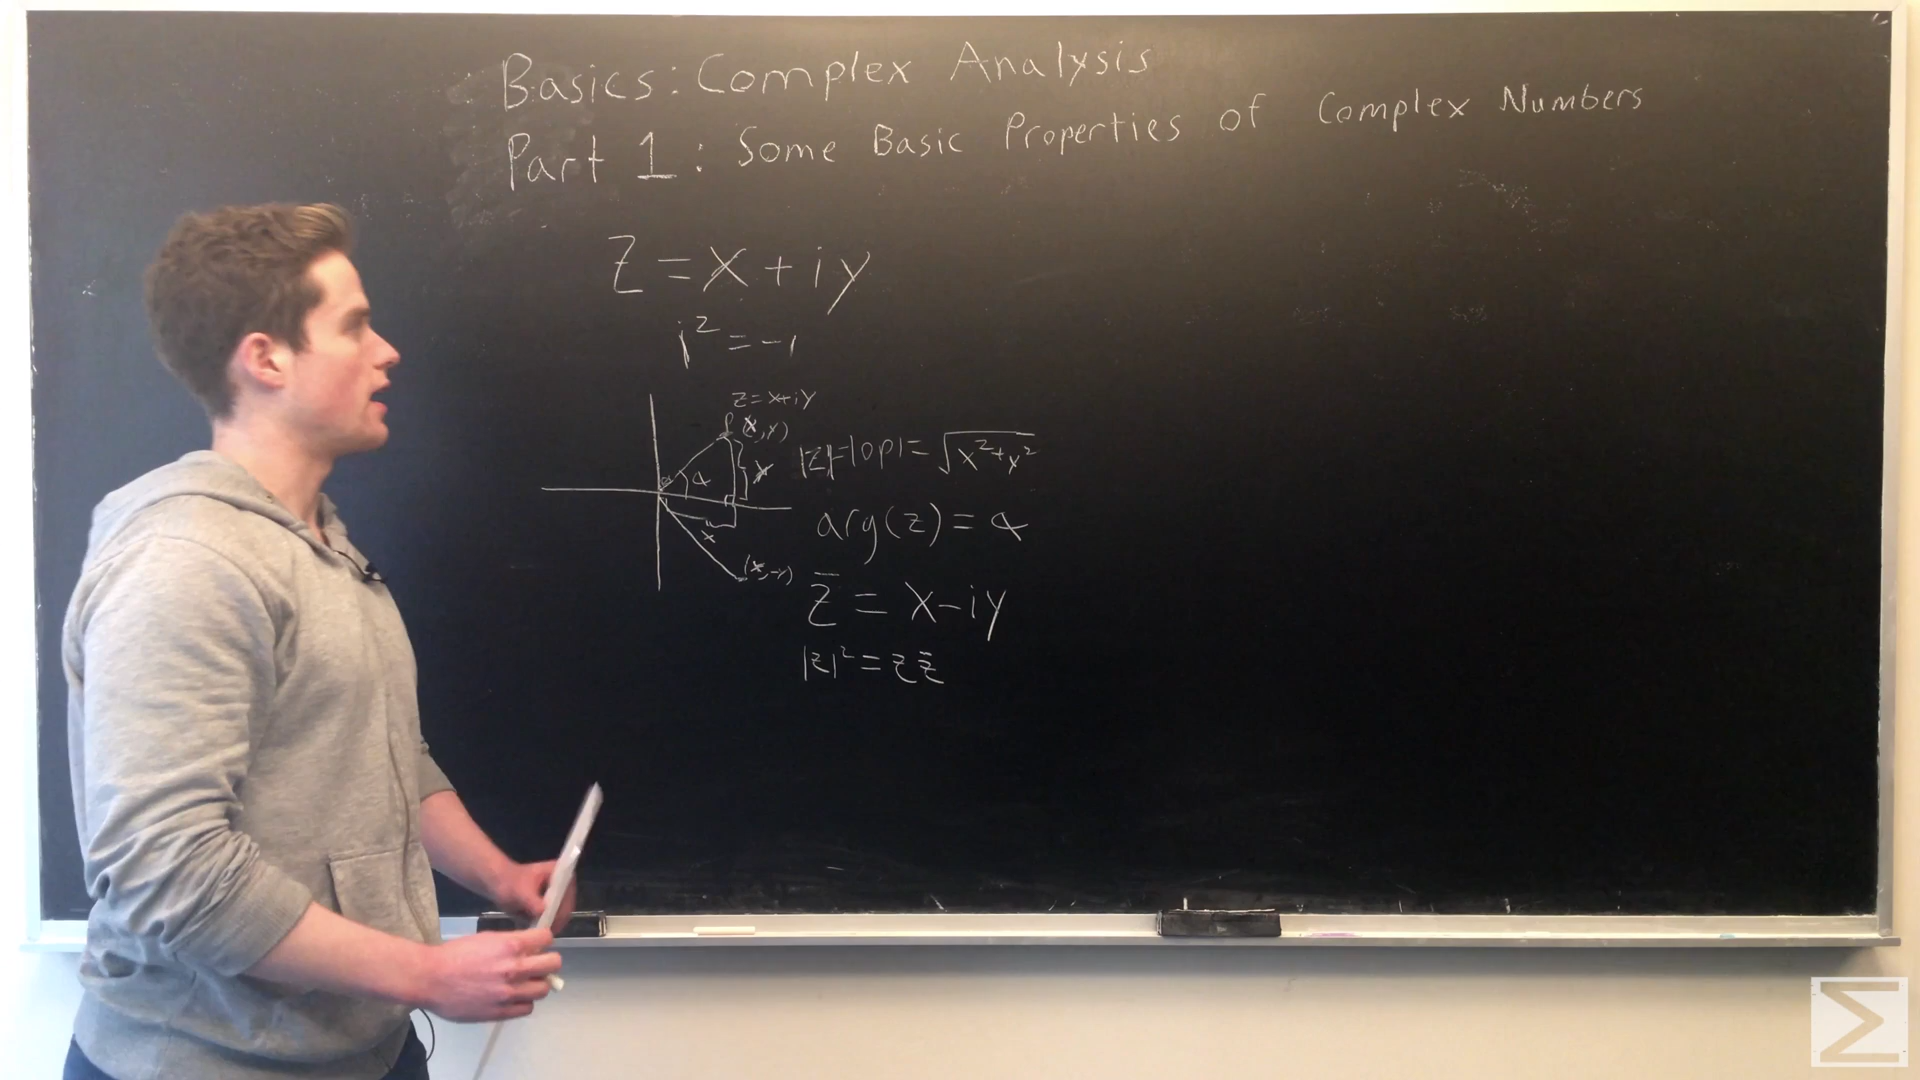 Basics: Complex Analysis
Part 1: Some Basic Properties of Complex Numbers
Z = x + iy
i² = -1
z = x+iy
P (x,y)
|z| = |op| = √x²+y²
α
y
arg(z) = α
x
(x,-y)
z̅ = x-iy
|z|² = z z̅
Σ